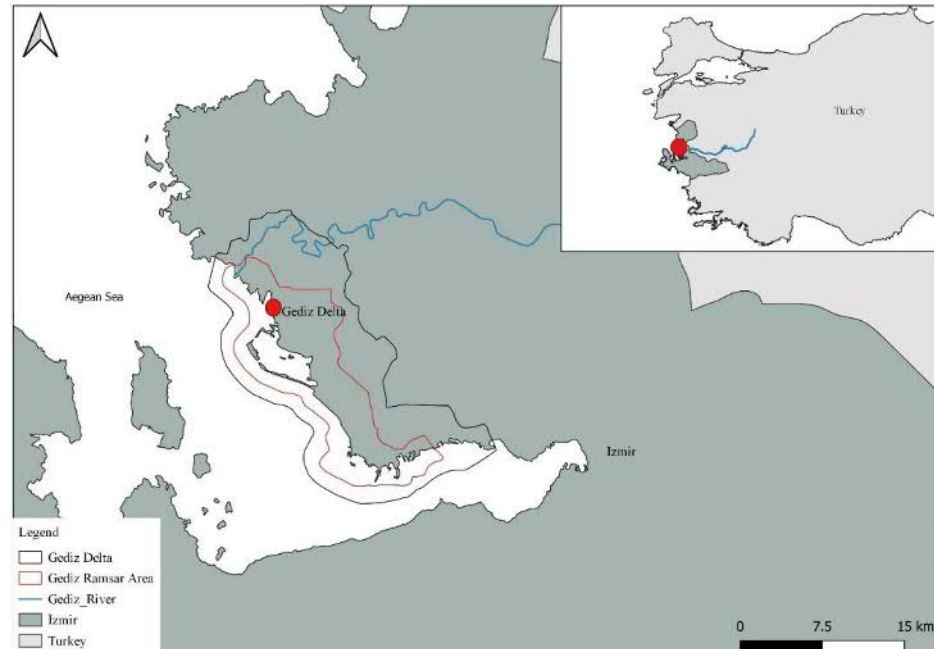 Turkey
Aegean Sea
Gediz Delta
Izmir
Legend
Gediz Delta
Gediz Ramsar Area
Gediz_River
İzmir
Turkey
0 7.5 15 km